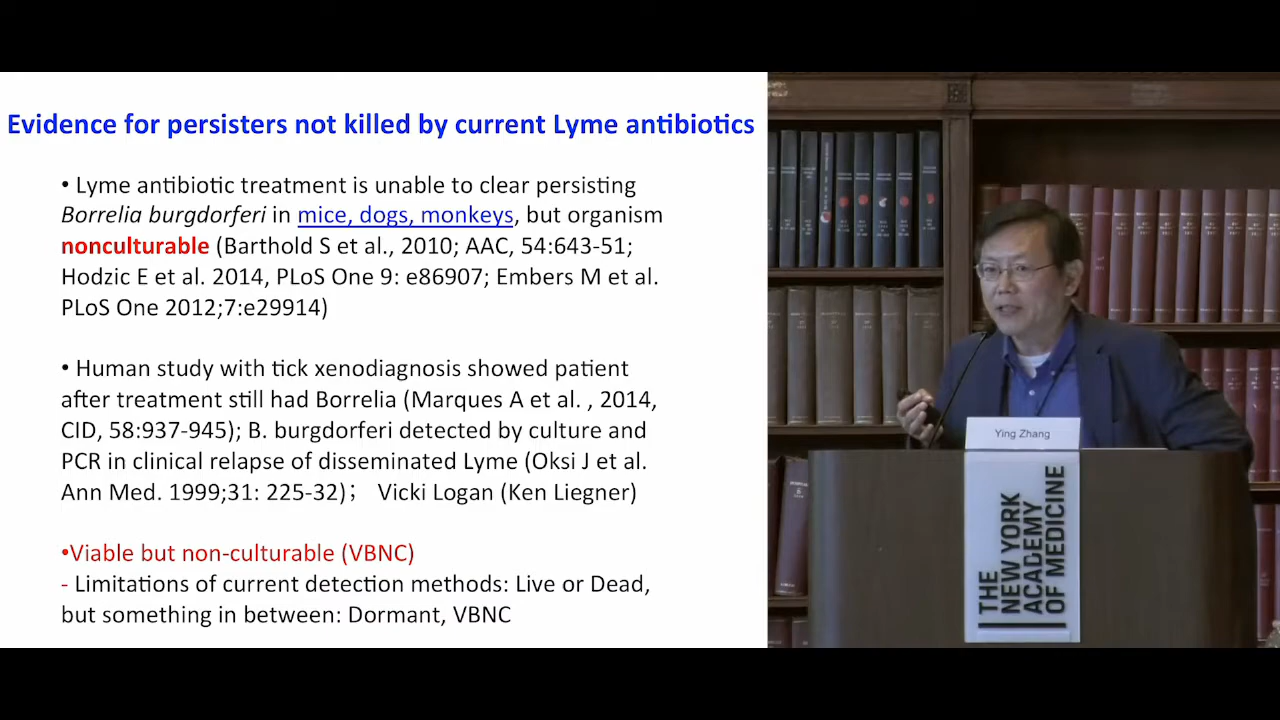 Evidence for persisters not killed by current Lyme antibiotics
• Lyme antibiotic treatment is unable to clear persisting
Borrelia burgdorferi in mice, dogs, monkeys, but organism
nonculturable (Barthold S et al., 2010; AAC, 54:643-51;
Hodzic E et al. 2014, PLoS One 9: e86907; Embers M et al.
PLoS One 2012;7:e29914)
• Human study with tick xenodiagnosis showed patient
after treatment still had Borrelia (Marques A et al. , 2014,
CID, 58:937-945); B. burgdorferi detected by culture and
PCR in clinical relapse of disseminated Lyme (Oksi J et al.
Ann Med. 1999;31: 225-32)； Vicki Logan (Ken Liegner)
•Viable but non-culturable (VBNC)
- Limitations of current detection methods: Live or Dead,
but something in between: Dormant, VBNC
Ying Zhang
THE
NEW YORK
ACADEMY
OF MEDICINE